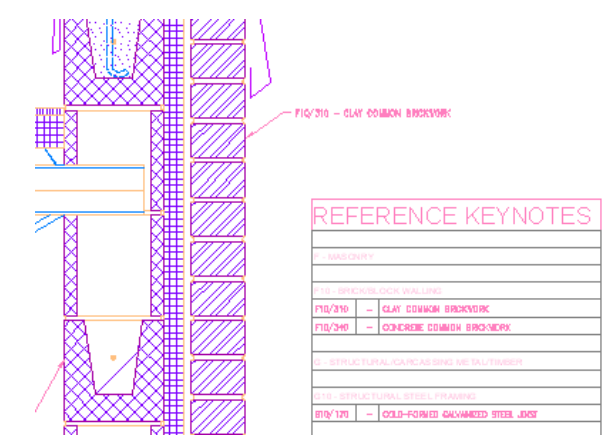 F10/310 - CLAY COMMON BRICKWORK
REFERENCE KEYNOTES
F - MASONRY
F10 - BRICK/BLOCK WALLING
F10/310 - CLAY COMMON BRICKWORK
F10/340 - CONCRETE COMMON BRICKWORK
G - STRUCTURAL/CARCASSING METAL/TIMBER
G10 - STRUCTURAL STEEL FRAMING
G10/120 - COLD-FORMED GALVANIZED STEEL JOIST